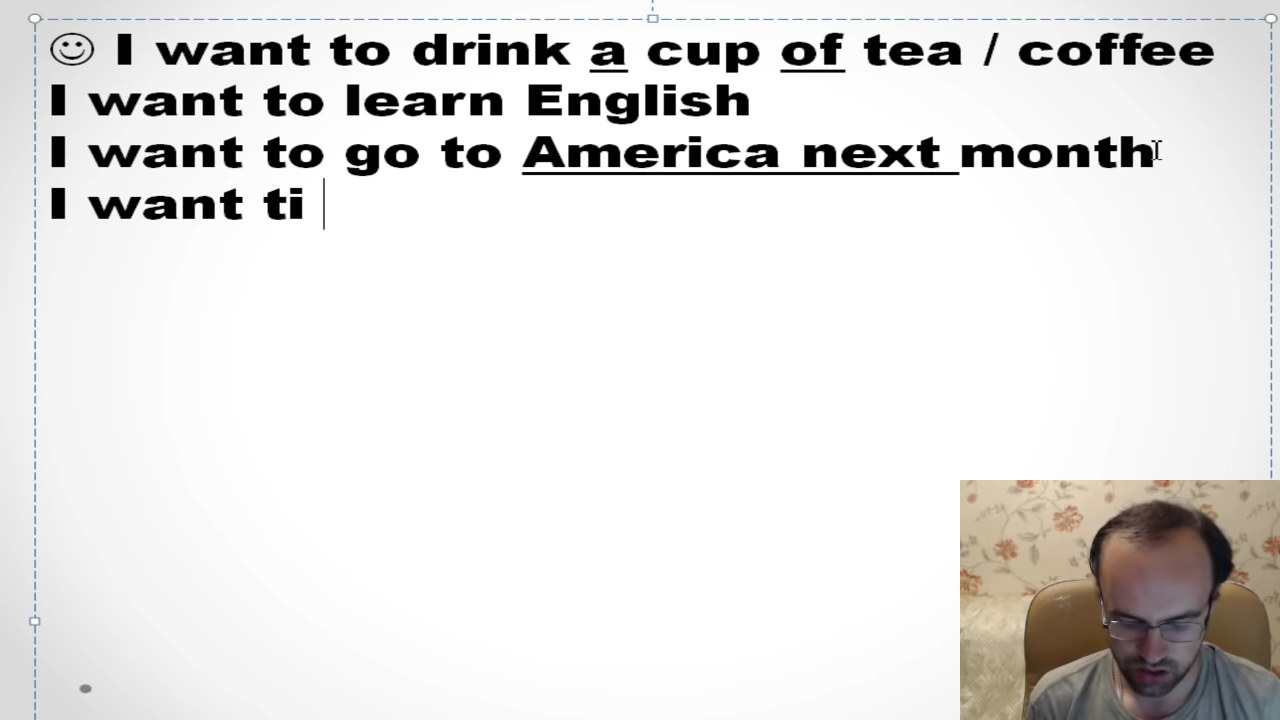 ☺ I want to drink a cup of tea / coffee
I want to learn English
I want to go to America next month
I want ti